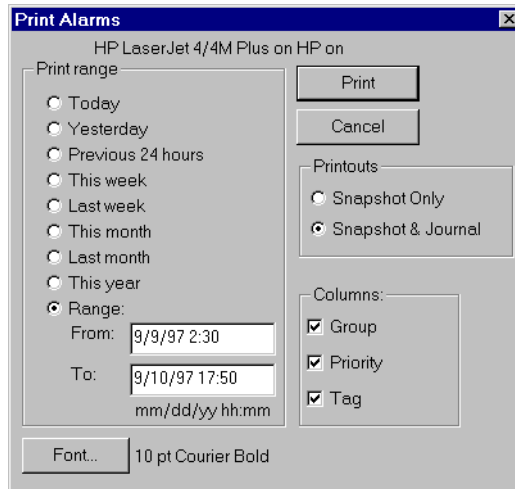 Print Alarms
HP LaserJet 4/4M Plus on HP on
Print range
Today
Yesterday
Previous 24 hours
This week
Last week
This month
Last month
This year
Range:
From: 9/9/97 2:30
To: 9/10/97 17:50
mm/dd/yy hh:mm
Print
Cancel
Printouts
Snapshot Only
Snapshot & Journal
Columns:
Group
Priority
Tag
Font... 10 pt Courier Bold